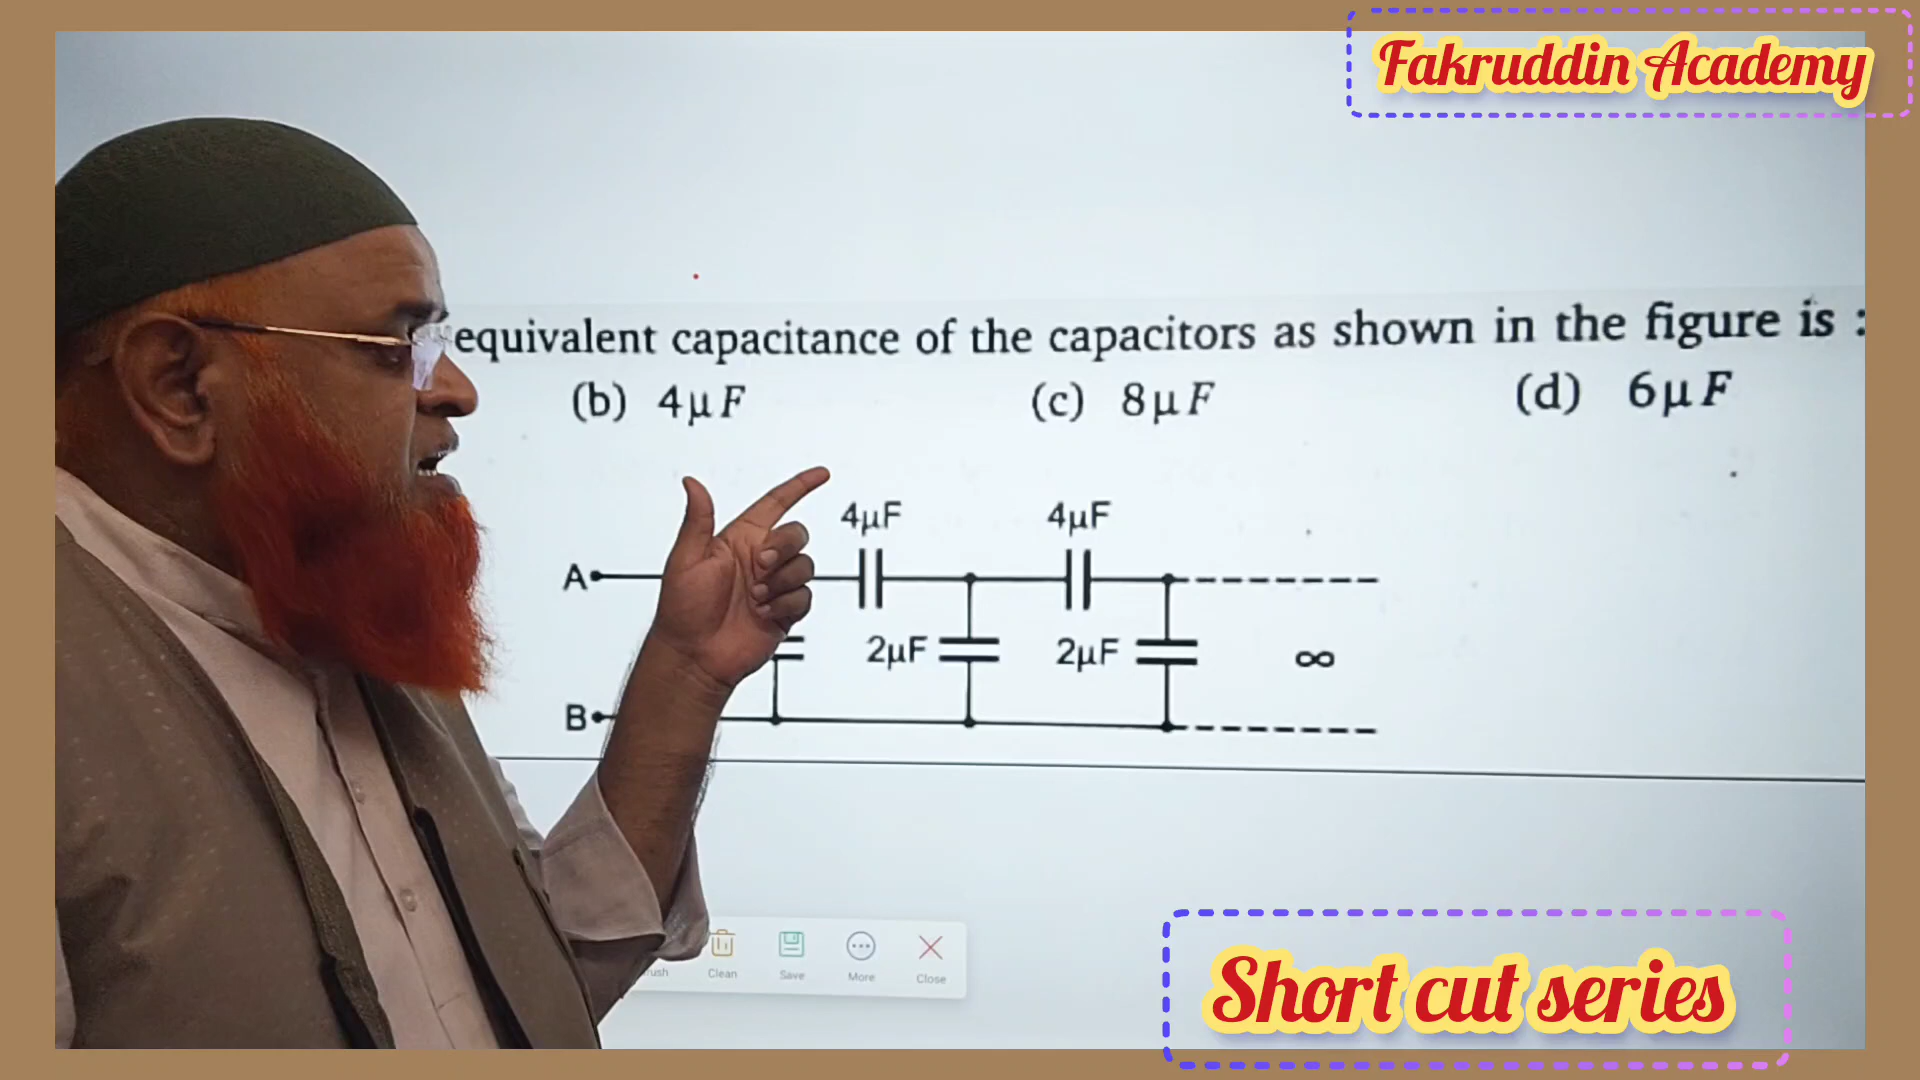 Fakruddin Academy
equivalent capacitance of the capacitors as shown in the figure is :
(b) 4μF (c) 8μF (d) 6μF
4μF 4μF
A
2μF 2μF ∞
B
Clean Save More Close
Short cut series